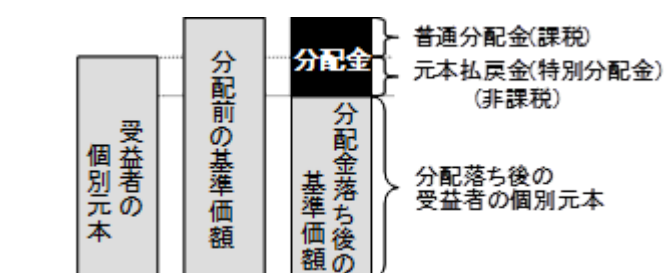 受益者の
個別元本
分配前の基準価額
分配金
分配金落ち後の
基準価額
普通分配金(課税)
元本払戻金(特別分配金)
(非課税)
分配落ち後の
受益者の個別元本